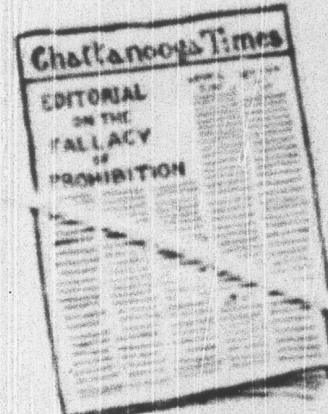 Chattanooga Times
EDITORIAL
ON THE
FALLACY
OF
PROHIBITION